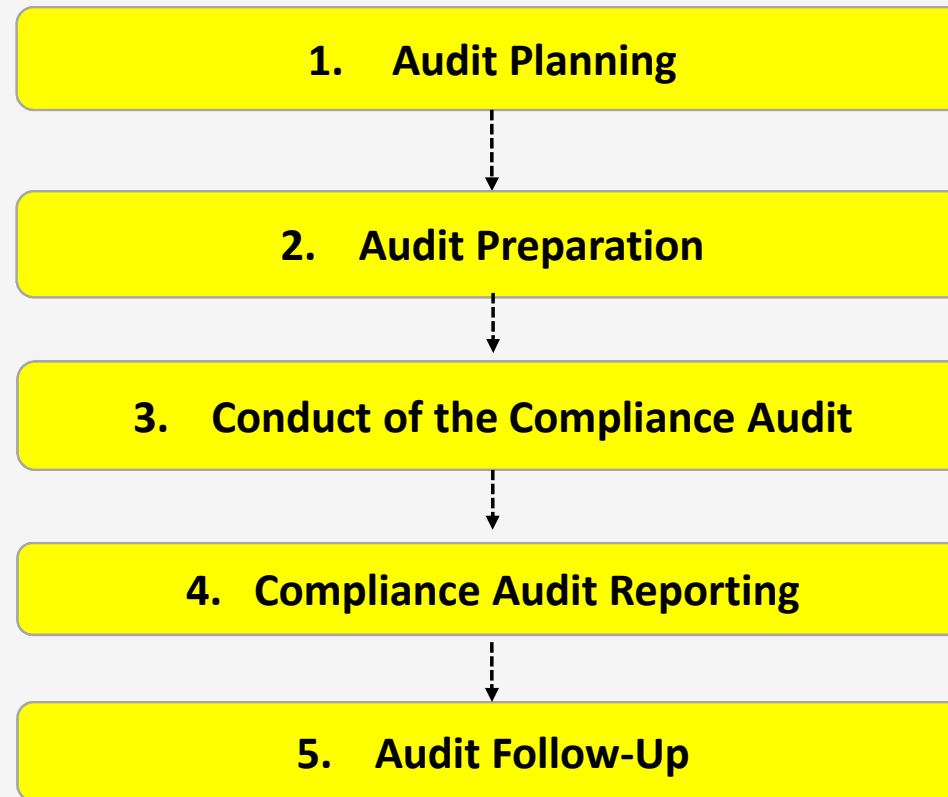 1. Audit Planning
2. Audit Preparation
3. Conduct of the Compliance Audit
4. Compliance Audit Reporting
5. Audit Follow-Up